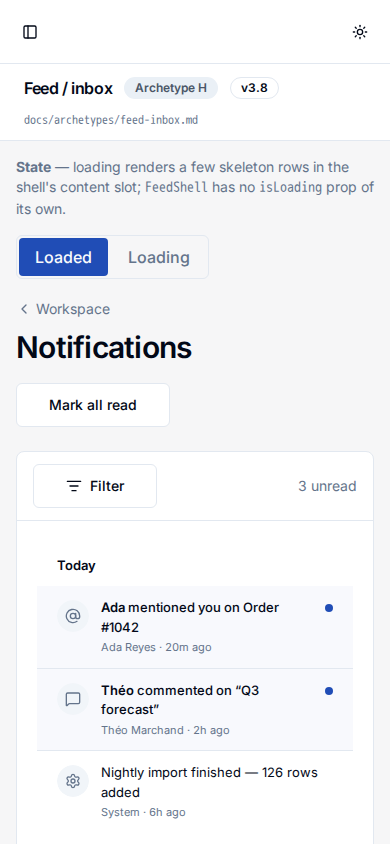 Feed / inbox Archetype H v3.8
docs/archetypes/feed-inbox.md
State — loading renders a few skeleton rows in the
shell's content slot; FeedShell has no isLoading prop of
its own.
Loaded Loading
Workspace
Notifications
Mark all read
Filter 3 unread
Today
Ada mentioned you on Order
#1042
Ada Reyes · 20m ago
Théo commented on “Q3
forecast”
Théo Marchand · 2h ago
Nightly import finished — 126 rows
added
System · 6h ago